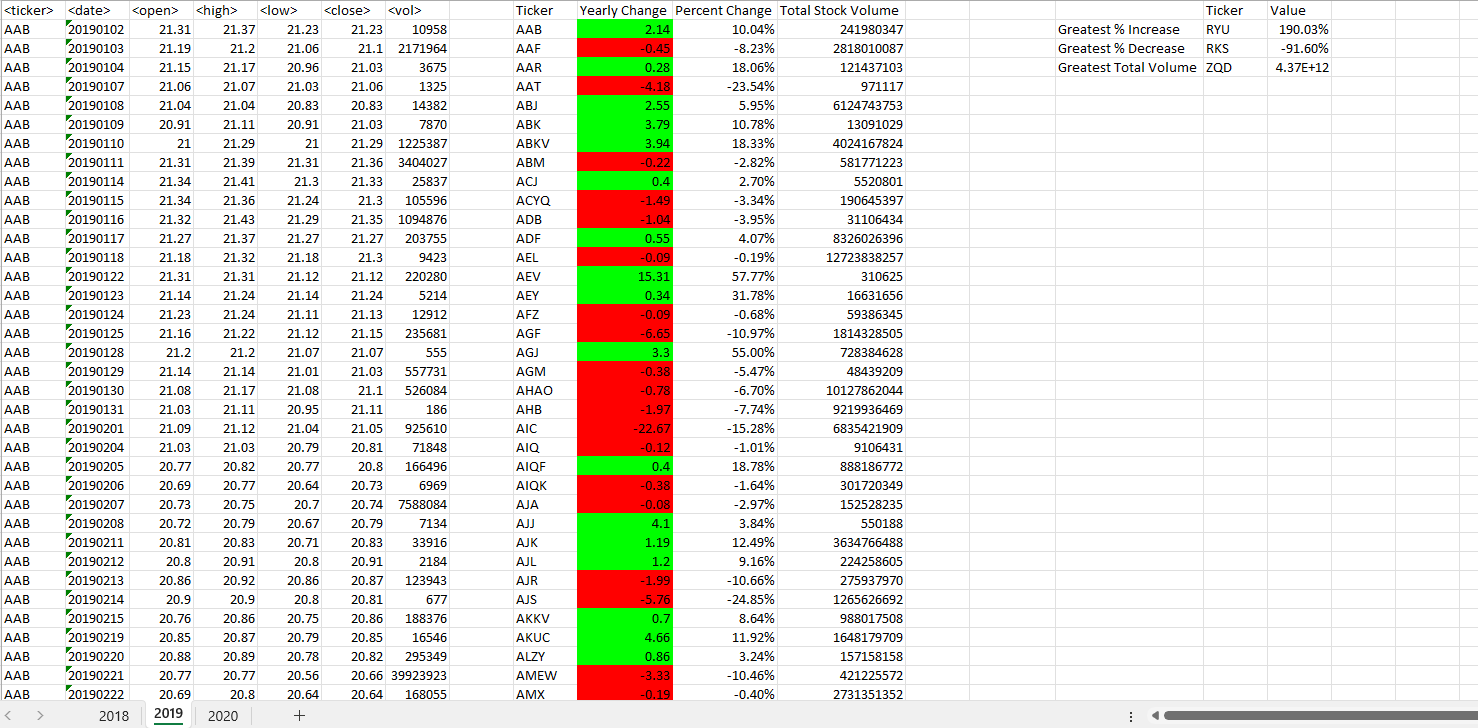 <ticker> <date> <open> <high> <low> <close> <vol> Ticker Yearly Change Percent Change Total Stock Volume Ticker Value
AAB 20190102 21.31 21.37 21.23 21.23 10958 AAB 2.14 10.04% 241980347 Greatest % Increase RYU 190.03%
AAB 20190103 21.19 21.2 21.06 21.1 2171964 AAF -0.45 -8.23% 2818010087 Greatest % Decrease RKS -91.60%
AAB 20190104 21.15 21.17 20.96 21.03 3675 AAR 0.28 18.06% 121437103 Greatest Total Volume ZQD 4.37E+12
AAB 20190107 21.06 21.07 21.03 21.06 1325 AAT -4.18 -23.54% 971117
AAB 20190108 21.04 21.04 20.83 20.83 14382 ABJ 2.55 5.95% 6124743753
AAB 20190109 20.91 21.11 20.91 21.03 7870 ABK 3.79 10.78% 13091029
AAB 20190110 21 21.29 21 21.29 1225387 ABKV 3.94 18.33% 4024167824
AAB 20190111 21.31 21.39 21.31 21.36 3404027 ABM -0.22 -2.82% 581771223
AAB 20190114 21.34 21.41 21.3 21.33 25837 ACJ 0.4 2.70% 5520801
AAB 20190115 21.34 21.36 21.24 21.3 105596 ACYQ -1.49 -3.34% 190645397
AAB 20190116 21.32 21.43 21.29 21.35 1094876 ADB -1.04 -3.95% 31106434
AAB 20190117 21.27 21.37 21.27 21.27 203755 ADF 0.55 4.07% 8326026396
AAB 20190118 21.18 21.32 21.18 21.3 9423 AEL -0.09 -0.19% 12723838257
AAB 20190122 21.31 21.31 21.12 21.12 220280 AEV 15.31 57.77% 310625
AAB 20190123 21.14 21.24 21.14 21.24 5214 AEY 0.34 31.78% 16631656
AAB 20190124 21.23 21.24 21.11 21.13 12912 AFZ -0.09 -0.68% 59386345
AAB 20190125 21.16 21.22 21.12 21.15 235681 AGF -6.65 -10.97% 1814328505
AAB 20190128 21.2 21.2 21.07 21.07 555 AGJ 3.3 55.00% 728384628
AAB 20190129 21.14 21.14 21.01 21.03 557731 AGM -0.38 -5.47% 48439209
AAB 20190130 21.08 21.17 21.08 21.1 526084 AHAO -0.78 -6.70% 10127862044
AAB 20190131 21.03 21.11 20.95 21.11 186 AHB -1.97 -7.74% 9219936469
AAB 20190201 21.09 21.12 21.04 21.05 925610 AIC -22.67 -15.28% 6835421909
AAB 20190204 21.03 21.03 20.79 20.81 71848 AIQ -0.12 -1.01% 9106431
AAB 20190205 20.77 20.82 20.77 20.8 166496 AIQF 0.4 18.78% 888186772
AAB 20190206 20.69 20.77 20.64 20.73 6969 AIQK -0.38 -1.64% 301720349
AAB 20190207 20.73 20.75 20.7 20.74 7588084 AJA -0.08 -2.97% 152528235
AAB 20190208 20.72 20.79 20.67 20.79 7134 AJJ 4.1 3.84% 550188
AAB 20190211 20.81 20.83 20.71 20.83 33916 AJK 1.19 12.49% 3634766488
AAB 20190212 20.8 20.91 20.8 20.91 2184 AJL 1.2 9.16% 224258605
AAB 20190213 20.86 20.92 20.86 20.87 123943 AJR -1.99 -10.66% 275937970
AAB 20190214 20.9 20.9 20.8 20.81 677 AJS -5.76 -24.85% 1265626692
AAB 20190215 20.76 20.86 20.75 20.86 188376 AKKV 0.7 8.64% 988017508
AAB 20190219 20.85 20.87 20.79 20.85 16546 AKUC 4.66 11.92% 1648179709
AAB 20190220 20.88 20.89 20.78 20.82 295349 ALZY 0.86 3.24% 157158158
AAB 20190221 20.77 20.77 20.56 20.66 39923923 AMEW -3.33 -10.46% 421225572
AAB 20190222 20.69 20.8 20.64 20.64 168055 AMX -0.19 -0.40% 2731351352
2018 2019 2020